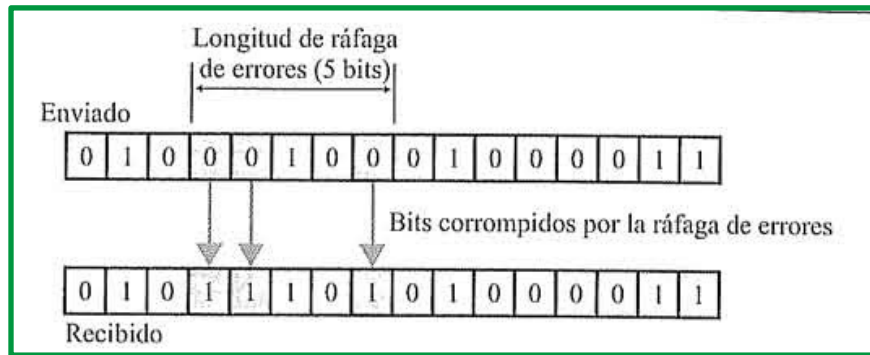 Longitud de ráfaga
de errores (5 bits)
Enviado
0 1 0 0 0 1 0 0 0 1 0 0 0 0 1 1
Bits corrompidos por la ráfaga de errores
0 1 0 1 1 1 0 1 0 1 0 0 0 0 1 1
Recibido